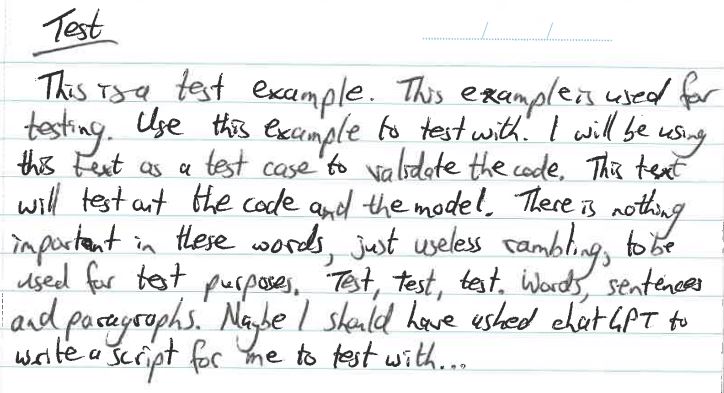 Test
This is a test example. This example is used for
testing. Use this example to test with. I will be using
this text as a test case to validate the code. This text
will test out the code and the model. There is nothing
important in these words, just useless rambling, to be
used for test purposes. Test, test, test. Words, sentences
and paragraphs. Maybe I should have asked chatGPT to
write a script for me to test with...